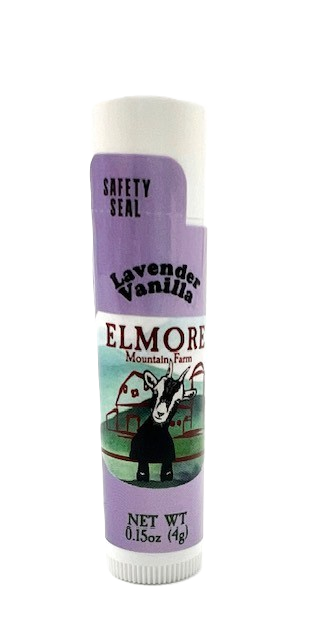 SAFETY
SEAL
Lavender
Vanilla
ELMORE
Mountain Farm
NET WT
0.15oz (4g)